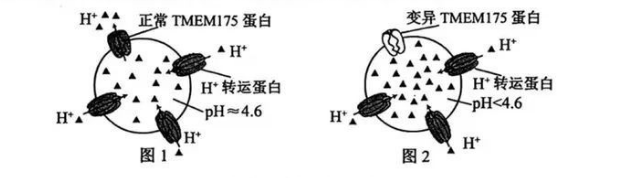 H⁺ 正常 TMEM175 蛋白
H⁺
H⁺ 转运蛋白
pH≈4.6
H⁺
H⁺
图 1
变异 TMEM175 蛋白
H⁺
H⁺ 转运蛋白
pH<4.6
H⁺
H⁺
图 2